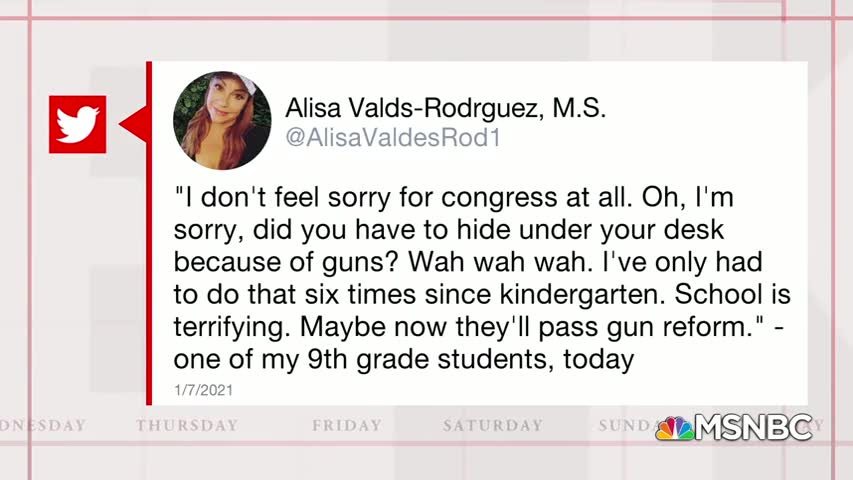 Alisa Valds-Rodrguez, M.S.
@AlisaValdesRod1
"I don't feel sorry for congress at all. Oh, I'm
sorry, did you have to hide under your desk
because of guns? Wah wah wah. I've only had
to do that six times since kindergarten. School is
terrifying. Maybe now they'll pass gun reform." -
one of my 9th grade students, today
1/7/2021
DNESDAY THURSDAY FRIDAY SATURDAY SUNDA AY
MSNBC